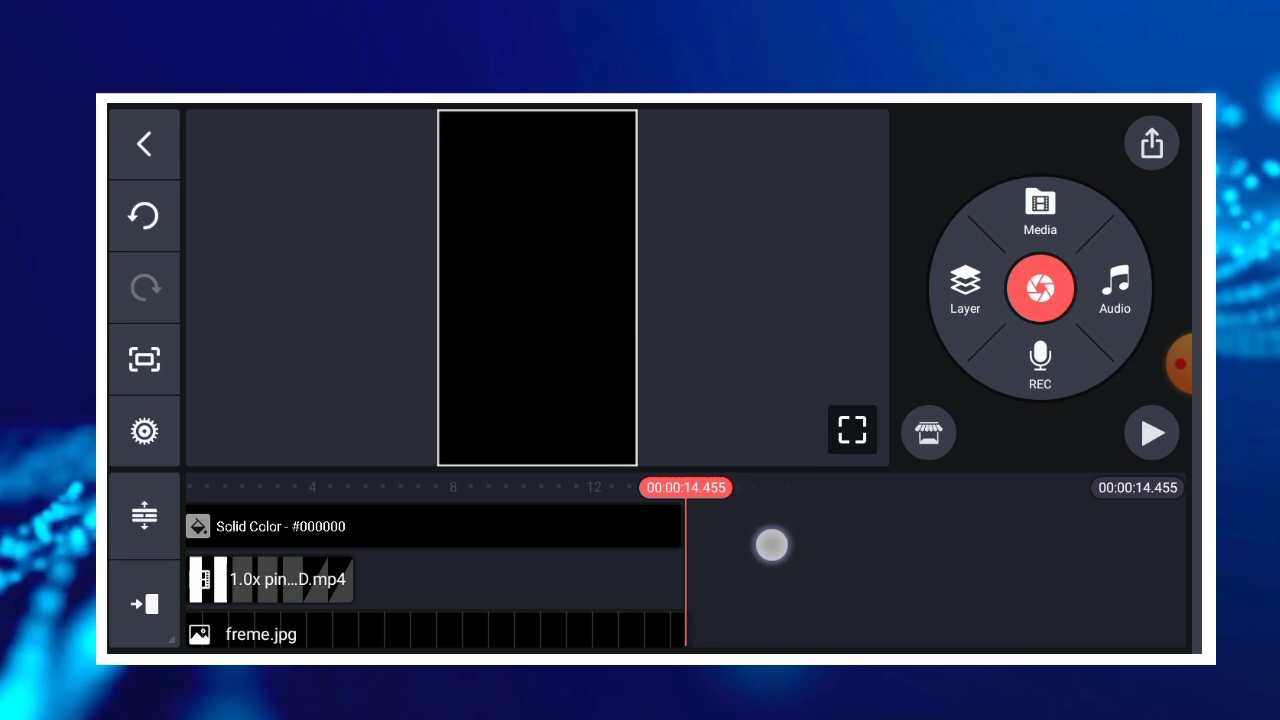 Media
Layer
Audio
REC
4
8
12
00:00:14.455
00:00:14.455
Solid Color - #000000
1.0x pin...D.mp4
freme.jpg